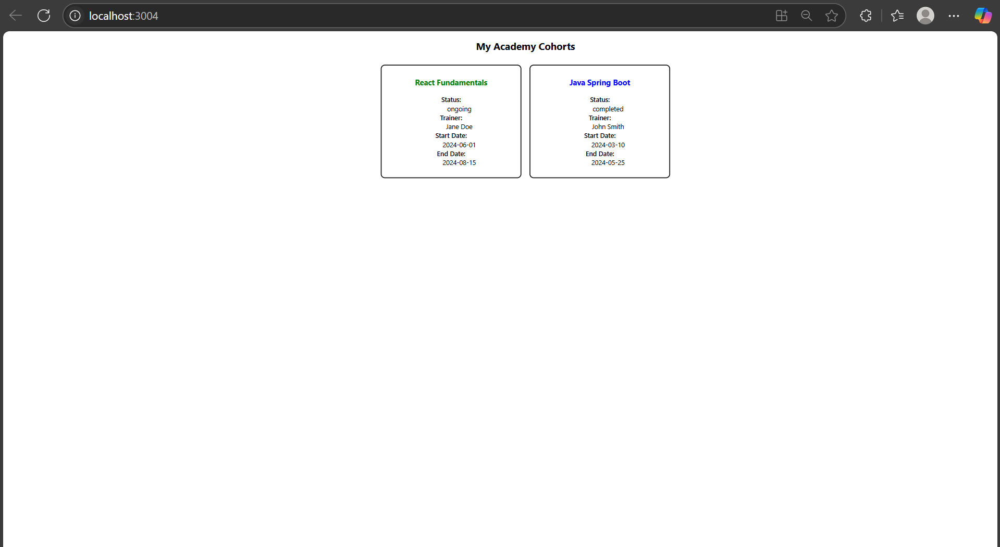 localhost:3004
My Academy Cohorts
React Fundamentals
Status:
ongoing
Trainer:
Jane Doe
Start Date:
2024-06-01
End Date:
2024-08-15
Java Spring Boot
Status:
completed
Trainer:
John Smith
Start Date:
2024-03-10
End Date:
2024-05-25